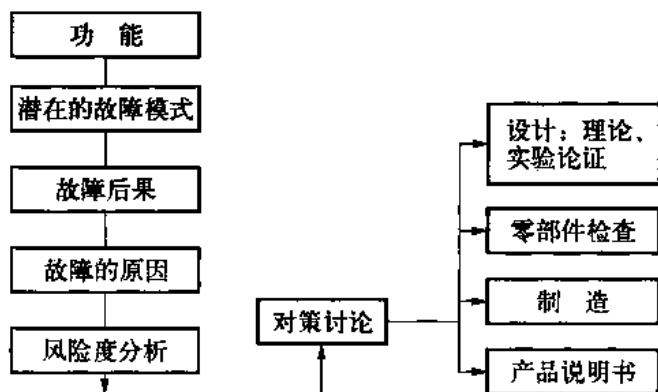 功 能
潜在的故障模式
故障后果
故障的原因
风险度分析
对策讨论
设计：理论、
实验论证
零部件检查
制 造
产品说明书